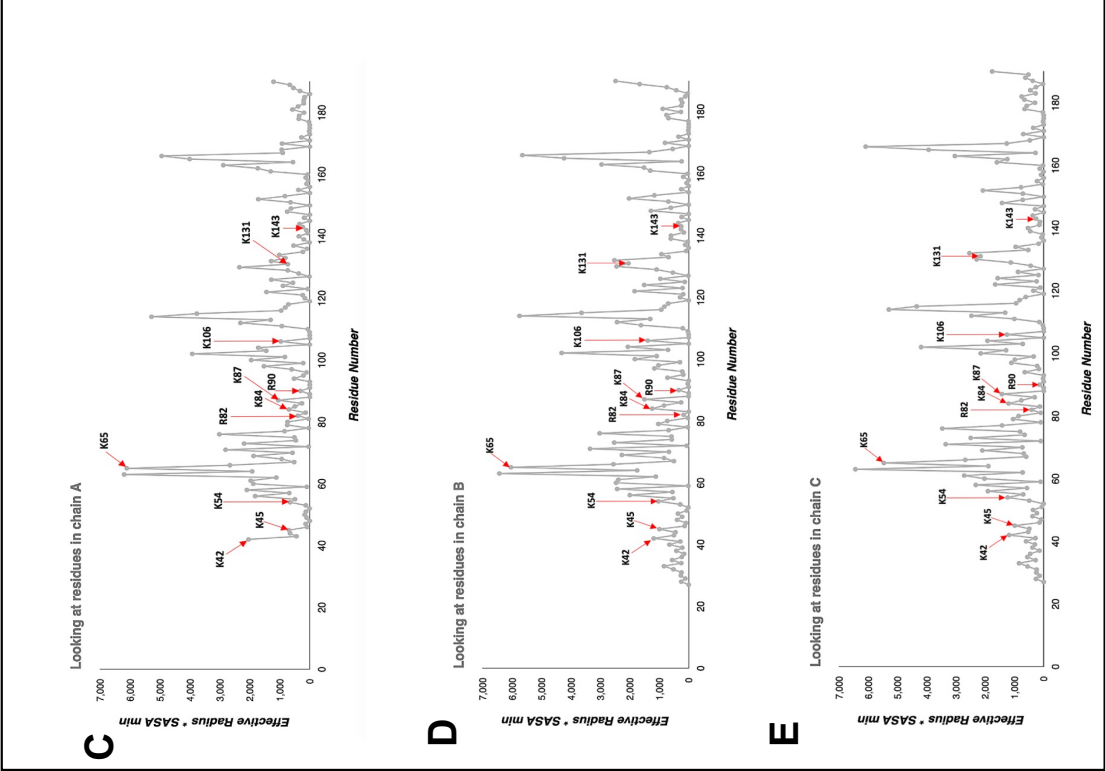 C
Looking at residues in chain A
Effective Radius * SASA min
7,000
6,000
5,000
4,000
3,000
2,000
1,000
0
K42
K45
K54
K65
R82
K84
K87
R90
K106
K131
K143
0
20
40
60
80
100
120
140
160
180
Residue Number
D
Looking at residues in chain B
Effective Radius * SASA min
7,000
6,000
5,000
4,000
3,000
2,000
1,000
0
K42
K45
K54
K65
R82
K84
K87
R90
K106
K131
K143
0
20
40
60
80
100
120
140
160
180
Residue Number
E
Looking at residues in chain C
Effective Radius * SASA min
7,000
6,000
5,000
4,000
3,000
2,000
1,000
0
K42
K45
K54
K65
R82
K84
K87
R90
K106
K131
K143
0
20
40
60
80
100
120
140
160
180
Residue Number